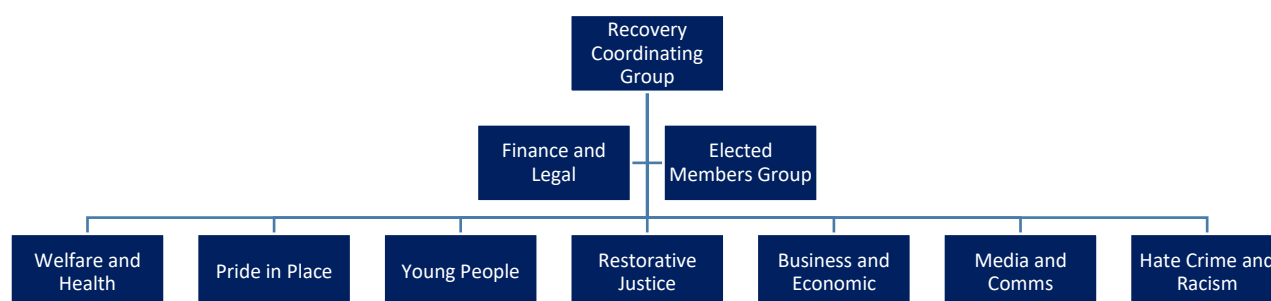 Recovery
Coordinating
Group
Finance and
Legal
Elected
Members Group
Welfare and
Health
Pride in Place
Young People
Restorative
Justice
Business and
Economic
Media and
Comms
Hate Crime and
Racism